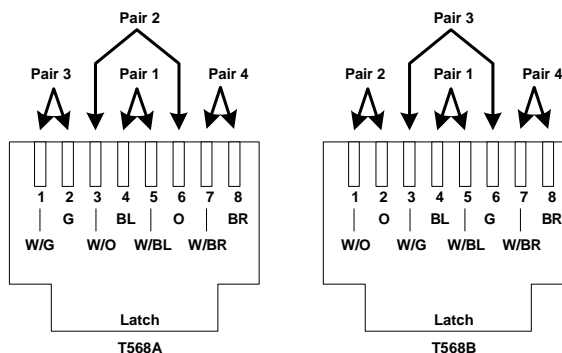 Pair 2
Pair 3 Pair 1 Pair 4
1 2 3 4 5 6 7 8
G BL O BR
W/G W/O W/BL W/BR
Latch
T568A
Pair 3
Pair 2 Pair 1 Pair 4
1 2 3 4 5 6 7 8
O BL G BR
W/O W/G W/BL W/BR
Latch
T568B